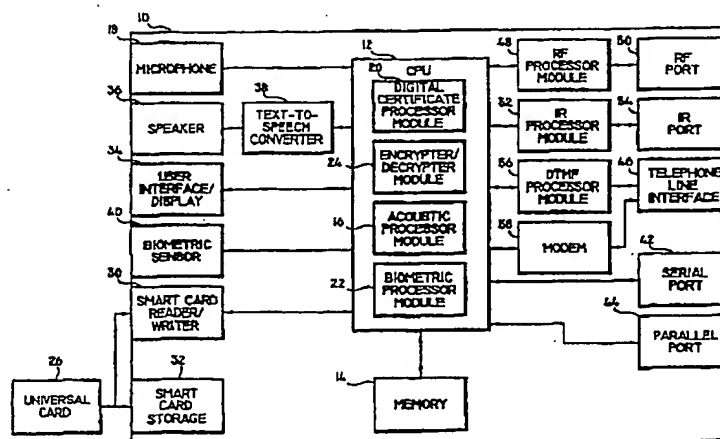 10
19
MICROPHONE
36
SPEAKER
38
TEXT-TO-
SPEECH
CONVERTER
34
USER
INTERFACE/
DISPLAY
40
BIOMETRIC
SENSOR
30
SMART CARD
READER/
WRITER
26
UNIVERSAL
CARD
32
SMART
CARD
STORAGE
12
CPU
20
DIGITAL
CERTIFICATE
PROCESSOR
MODULE
24
ENCRYPTER/
DECRYPTER
MODULE
16
ACOUSTIC
PROCESSOR
MODULE
22
BIOMETRIC
PROCESSOR
MODULE
14
MEMORY
48
RF
PROCESSOR
MODULE
50
RF
PORT
52
IR
PROCESSOR
MODULE
54
IR
PORT
56
DTMF
PROCESSOR
MODULE
46
TELEPHONE
LINE
INTERFACE
58
MODEM
42
SERIAL
PORT
44
PARALLEL
PORT